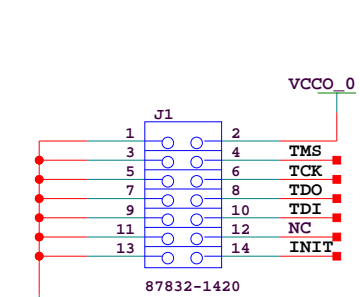 VCCO_0
J1
1 2
3 4 TMS
5 6 TCK
7 8 TDO
9 10 TDI
11 12 NC
13 14 INIT
87832-1420